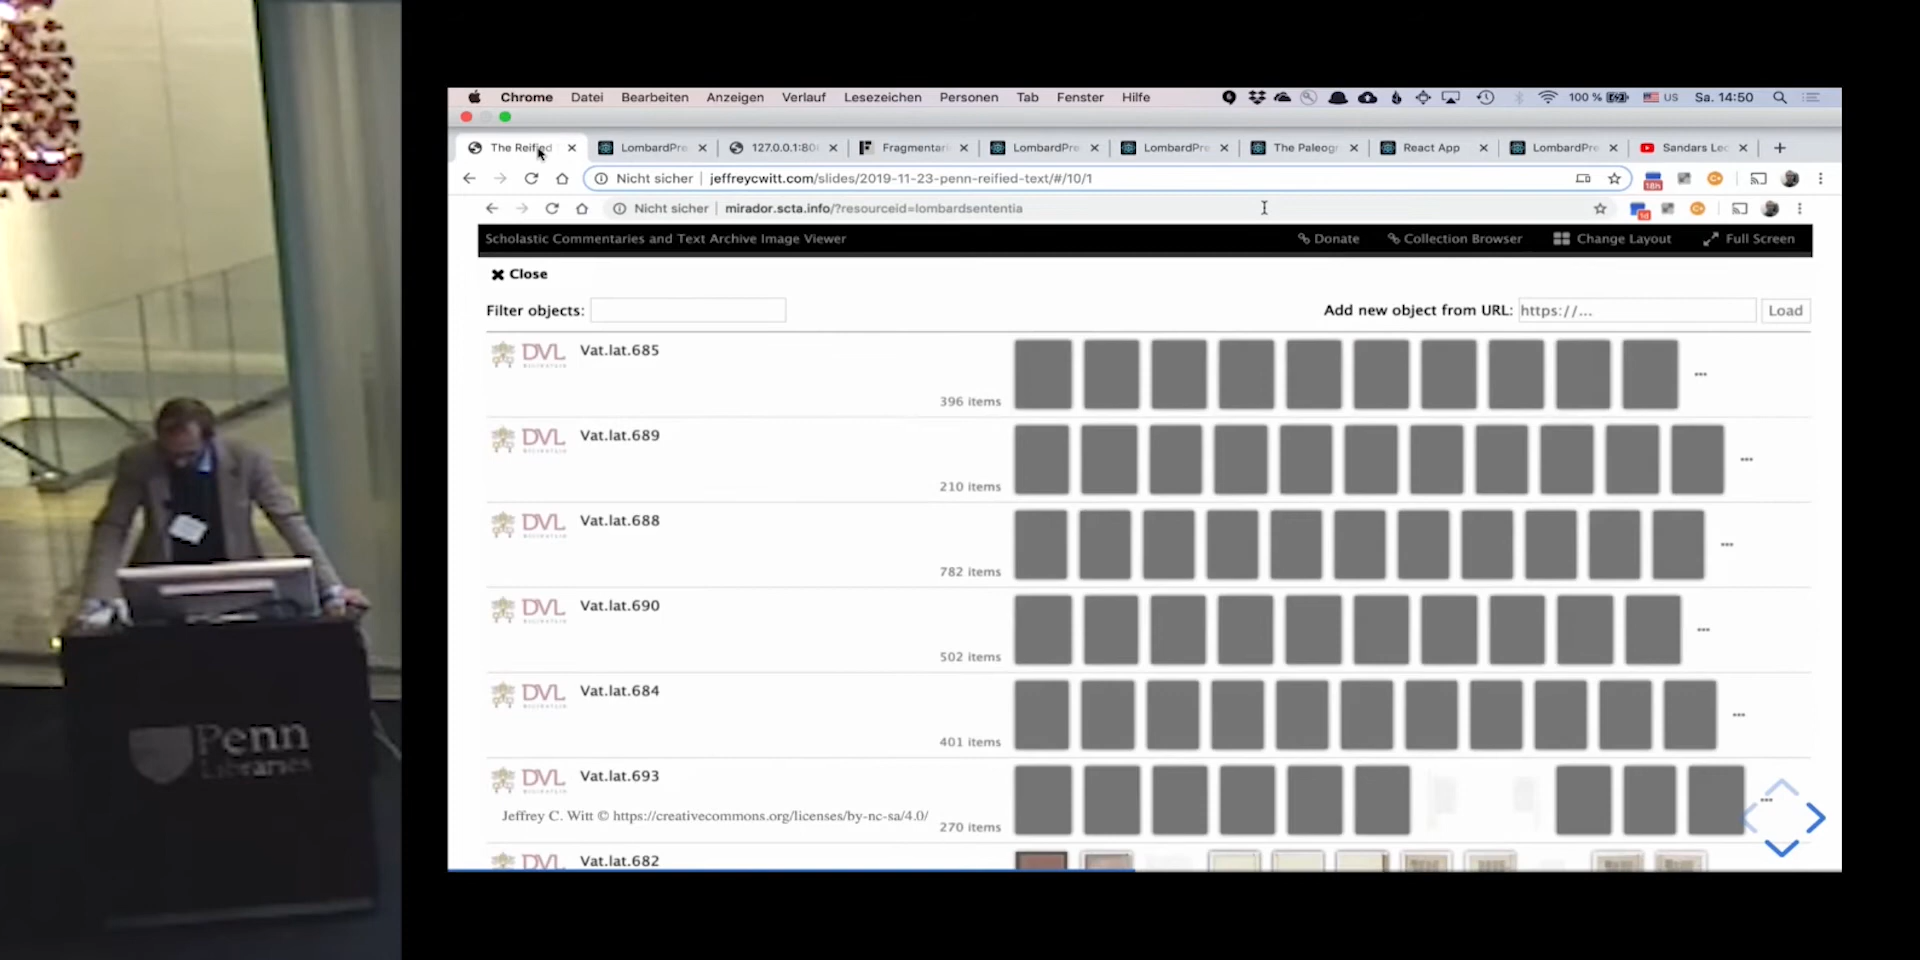 Chrome Datei Bearbeiten Anzeigen Verlauf Lesezeichen Personen Tab Fenster Hilfe 100 % US Sa. 14:50
The Reified LombardPre 127.0.0.1:80 Fragmentari LombardPre LombardPre The Paleogr React App LombardPre Sandars Lec
Nicht sicher | jeffreycwitt.com/slides/2019-11-23-penn-reified-text/#/10/1 18h
Nicht sicher | mirador.scta.info/?resourceid=lombardsententia 1d
Scholastic Commentaries and Text Archive Image Viewer Donate Collection Browser Change Layout Full Screen
Close
Filter objects: Add new object from URL: https://... Load
DVL Vat.lat.685
396 items ...
DVL Vat.lat.689
210 items ...
DVL Vat.lat.688
782 items ...
DVL Vat.lat.690
502 items ...
DVL Vat.lat.684
401 items ...
DVL Vat.lat.693
Jeffrey C. Witt © https://creativecommons.org/licenses/by-nc-sa/4.0/ 270 items ...
DVL Vat.lat.682
Penn
Libraries